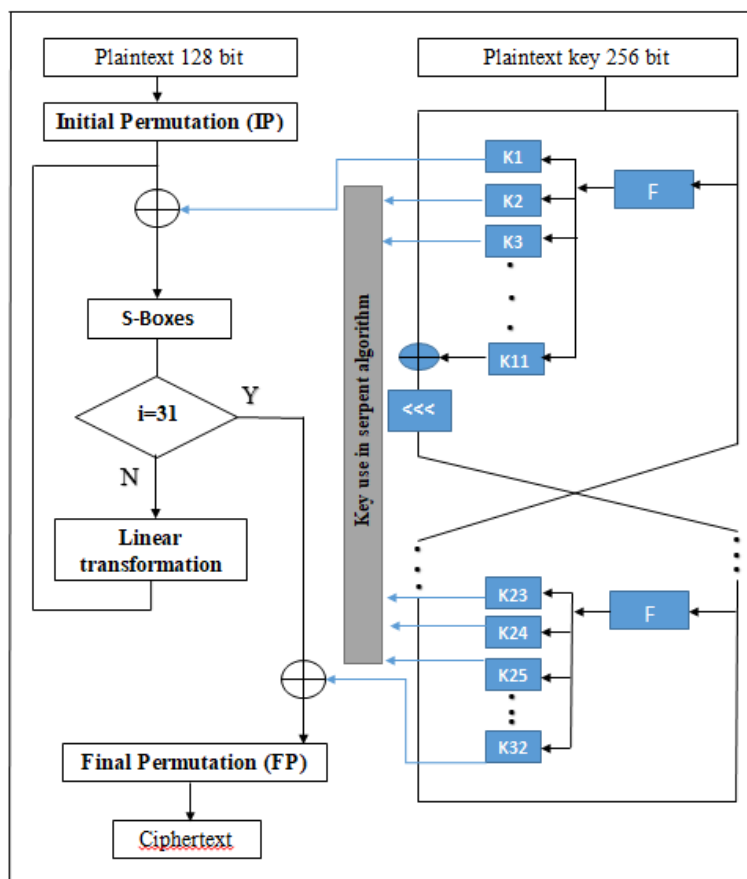 Plaintext 128 bit
Initial Permutation (IP)
S-Boxes
i=31
Y
N
Linear
transformation
Final Permutation (FP)
Ciphertext
Key use in serpent algorithm
Plaintext key 256 bit
K1
K2
K3
K11
F
<<<
K23
K24
K25
K32
F